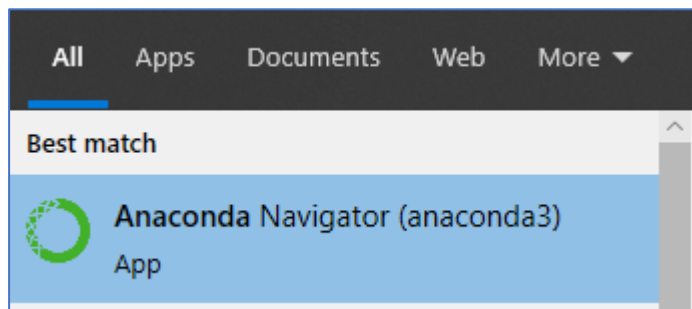 All Apps Documents Web More
Best match
Anaconda Navigator (anaconda3)
App